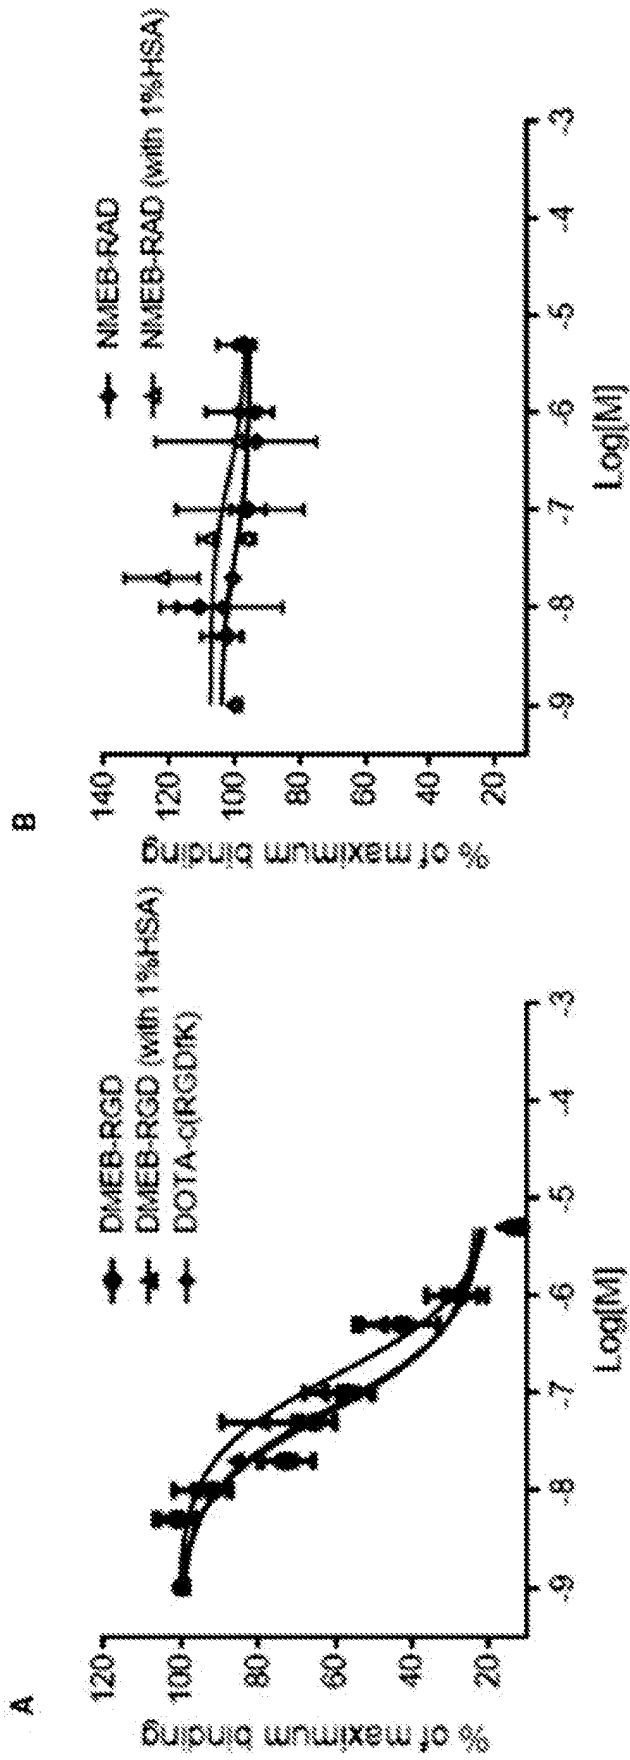 A
% of maximum binding
120
100
80
60
40
20
-9
-8
-7
-6
-5
-4
-3
Log[M]
DMEB-RGD
DMEB-RGD (with 1%HSA)
DOTA-c(RGDfK)
B
% of maximum binding
140
120
100
80
60
40
20
-9
-8
-7
-6
-5
-4
-3
Log[M]
NMEB-RAD
NMEB-RAD (with 1%HSA)